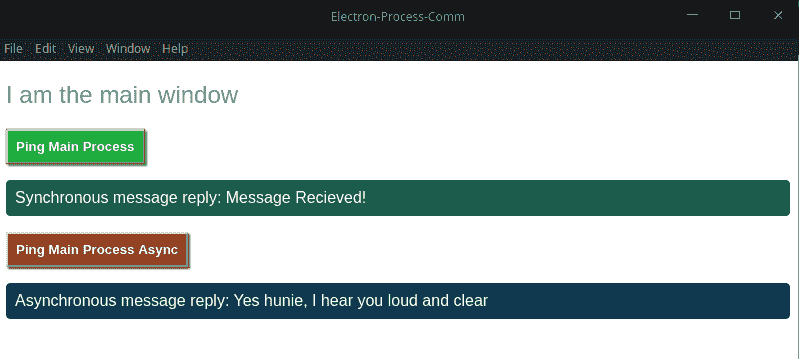 Electron-Process-Comm
File Edit View Window Help
I am the main window
Ping Main Process
Synchronous message reply: Message Recieved!
Ping Main Process Async
Asynchronous message reply: Yes hunie, I hear you loud and clear